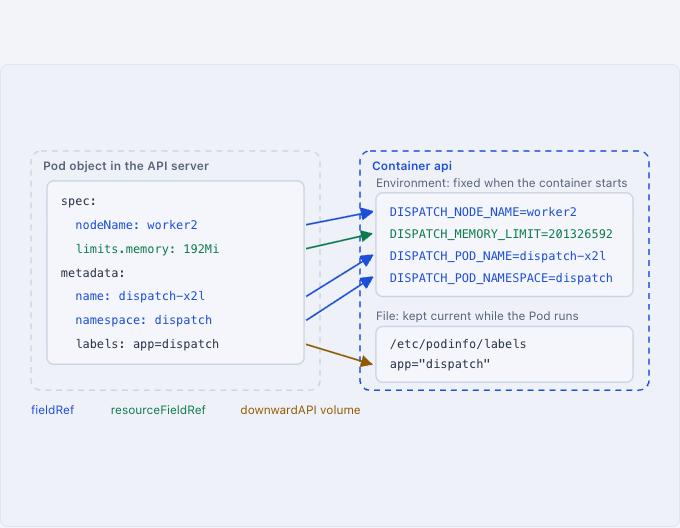 Pod object in the API server
spec:
nodeName: worker2
limits.memory: 192Mi
metadata:
name: dispatch-x2l
namespace: dispatch
labels: app=dispatch
Container api
Environment: fixed when the container starts
DISPATCH_NODE_NAME=worker2
DISPATCH_MEMORY_LIMIT=201326592
DISPATCH_POD_NAME=dispatch-x2l
DISPATCH_POD_NAMESPACE=dispatch
File: kept current while the Pod runs
/etc/podinfo/labels
app="dispatch"
fieldRef
resourceFieldRef
downwardAPI volume